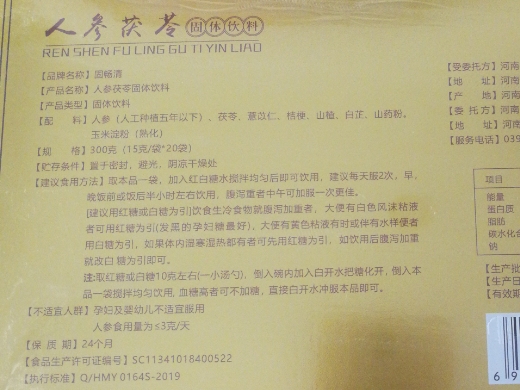 人参茯苓 固体饮料
REN SHEN FU LING GU TI YIN LIAO
【品牌名称】固畅清
【产品名称】人参茯苓固体饮料
【产品类型】固体饮料
【配 料】人参（人工种植五年以下）、茯苓、薏苡仁、桔梗、山楂、白芷、山药粉。
玉米淀粉（熟化）
【规 格】300克（15克/袋*20袋）
【贮存条件】置于密封、避光、阴凉干燥处
【建议食用方法】取本品一袋，加入红白糖水搅拌均匀后即可饮用，建议每天服2次，早，
晚饭前或饭后半小时左右饮用，腹泻重者中午可加服一次更佳。
(建议用红糖或白糖为引)饮食生冷食物就腹泻加重者，大便有白色风沫粘液
者可用红糖为引(发黑的孕妇糖最好)，大便有黄色粘液有时或伴有水样便者
用白糖为引，如果体内湿寒湿热都有者可先用红糖为引，如饮用后腹泻加重
就改白糖为引即可。
注:取红糖或白糖10克左右(一小汤勺)，倒入碗内加入白开水把糖化开，倒入本
品一袋搅拌均匀饮用,血糖高者可不加糖，直接白开水冲服本品即可。
【不适宜人群】孕妇及婴幼儿不适宜服用
人参食用量为≤3克/天
【保 质 期】24个月
【食品生产许可证编号】SC11341018400522
【执行标准】Q/HMY 0164S-2019
【受委托方】河南
【地 址】河南
【产 地】河南
【委 托 方】河南
【地 址】河南
【服务电话】039
项目
能量
蛋白质
脂肪
碳水化合
钠
【生产批
【生产日
【有效期
6 9